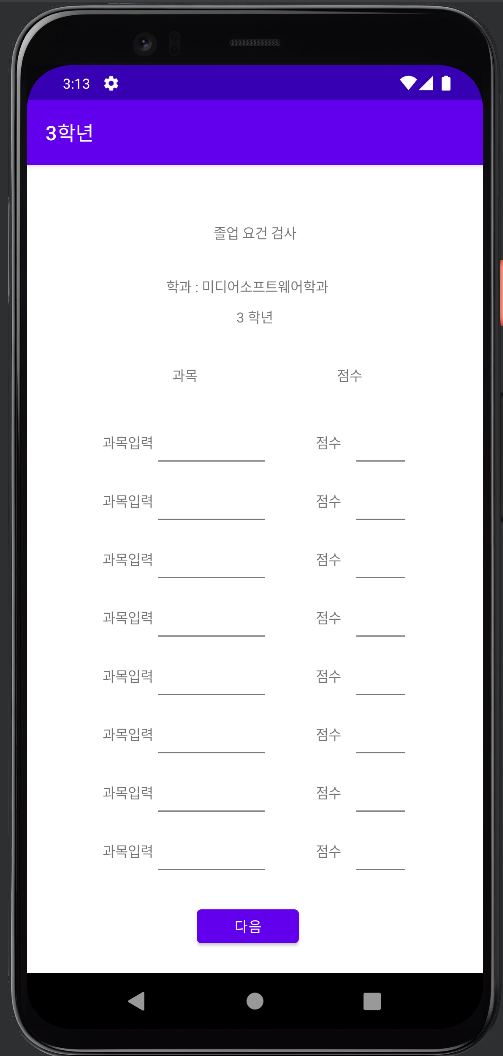 3:13
3학년
졸업 요건 검사
학과 : 미디어소프트웨어학과
3 학년
과목 점수
과목입력 점수
과목입력 점수
과목입력 점수
과목입력 점수
과목입력 점수
과목입력 점수
과목입력 점수
과목입력 점수
다음